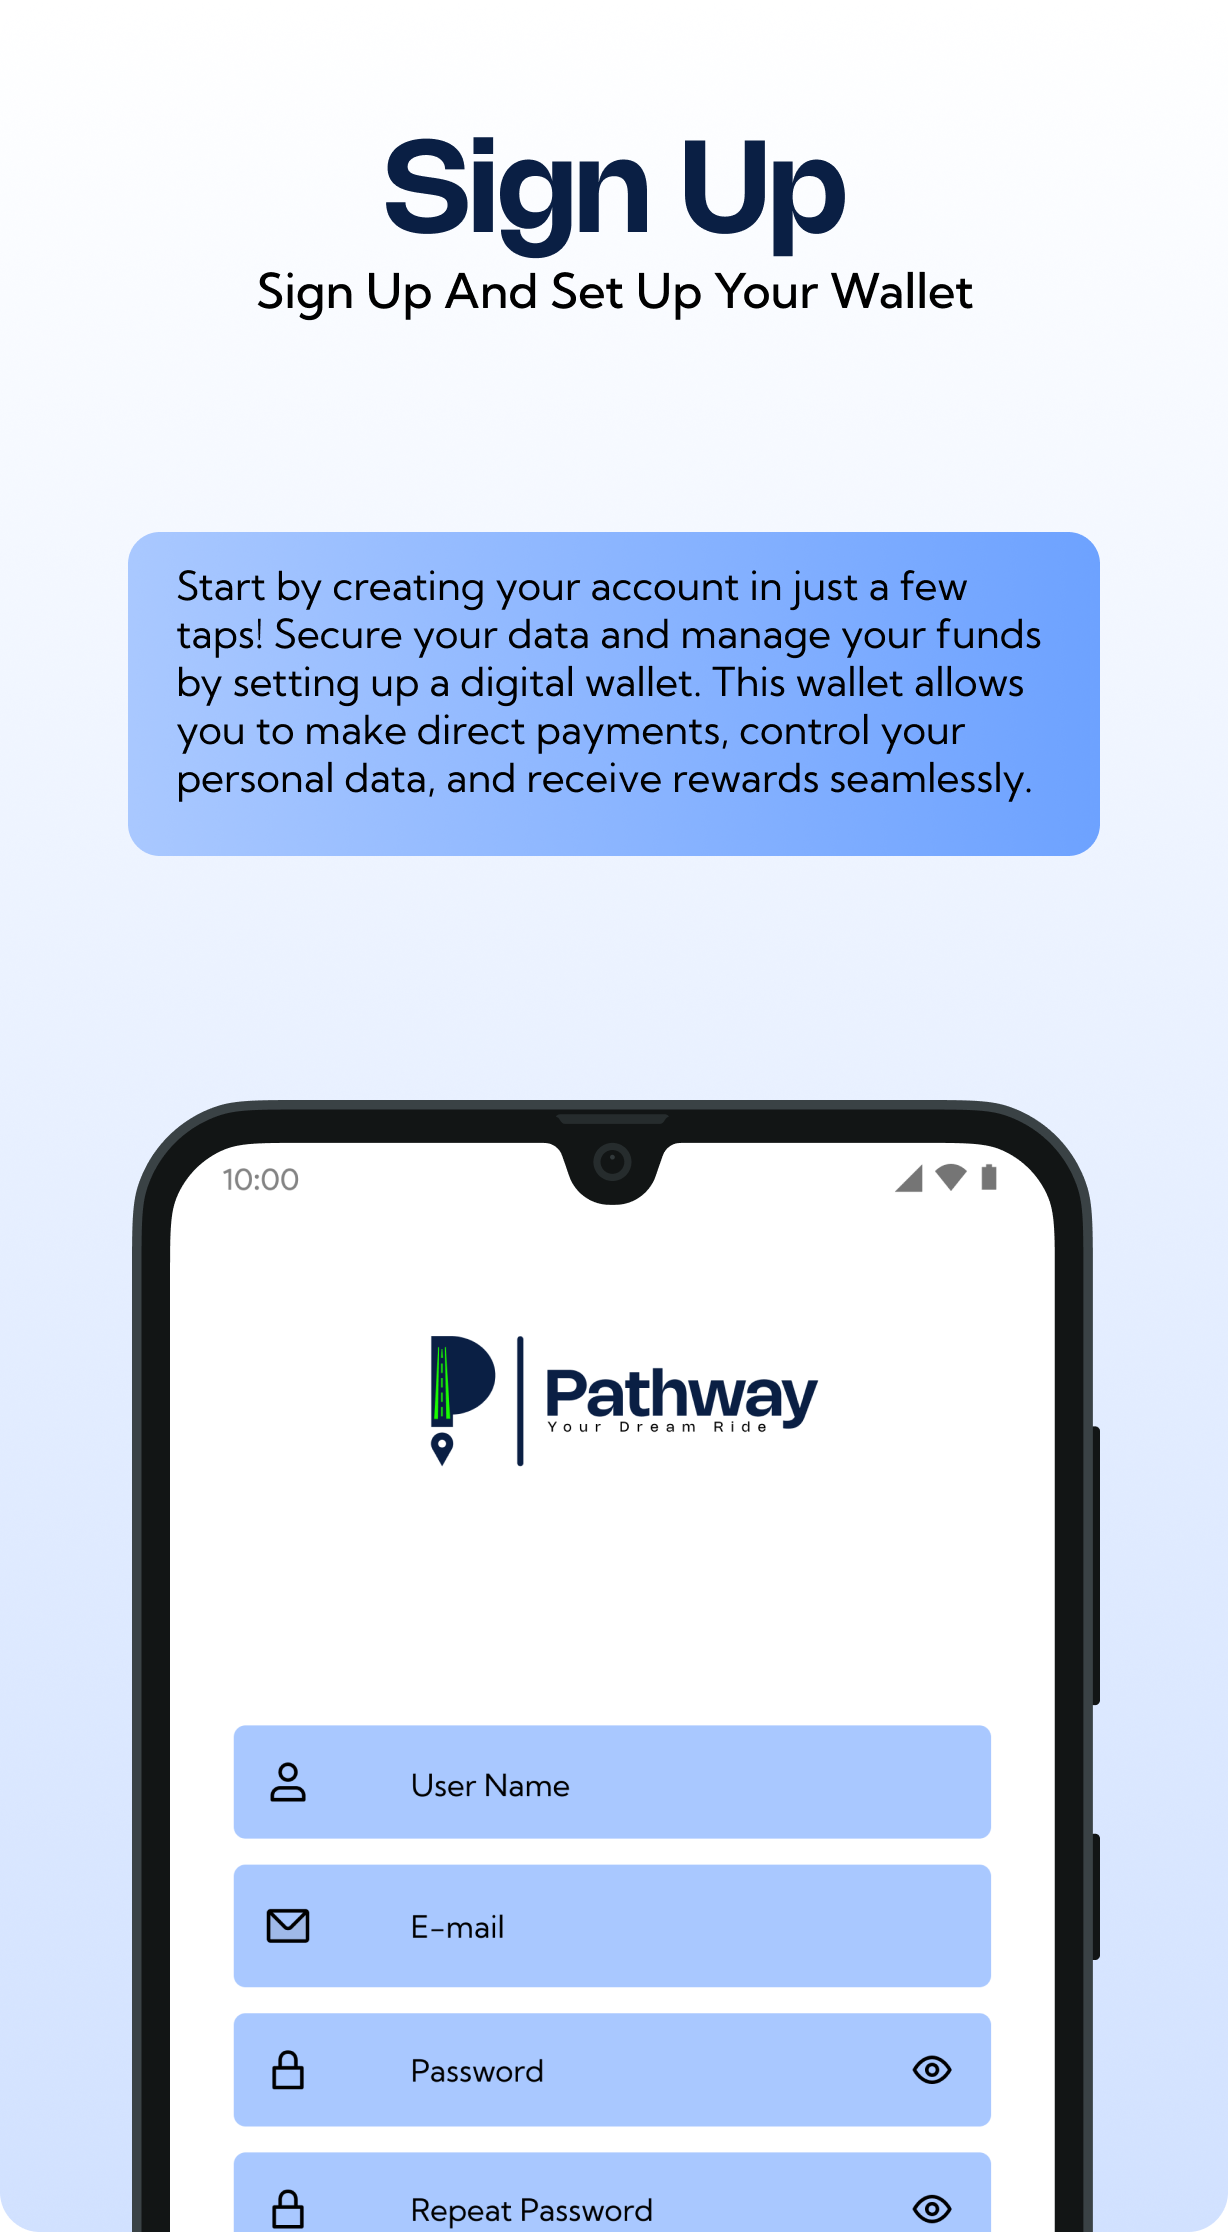 Sign Up
Sign Up And Set Up Your Wallet
Start by creating your account in just a few
taps! Secure your data and manage your funds
by setting up a digital wallet. This wallet allows
you to make direct payments, control your
personal data, and receive rewards seamlessly.
10:00
Pathway
Your Dream Ride
User Name
E-mail
Password
Repeat Password